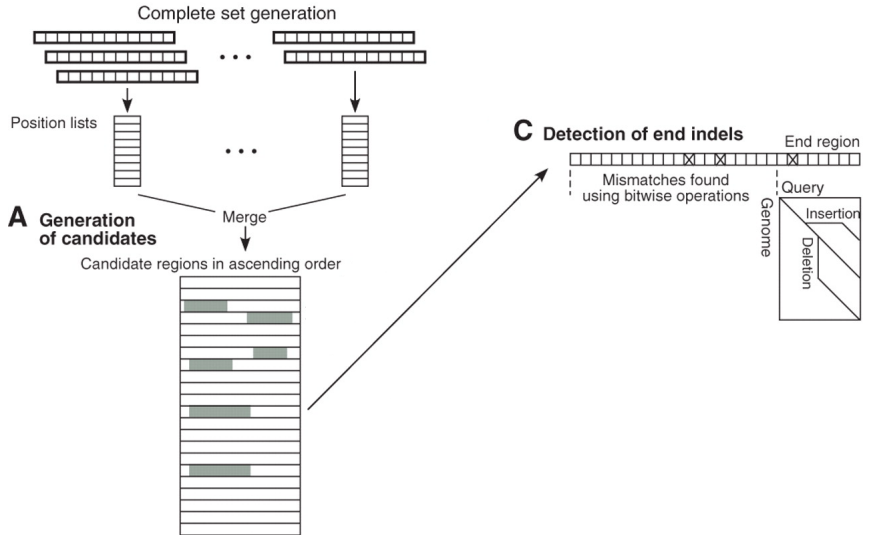 Complete set generation
Position lists
Merge
A Generation
of candidates
Candidate regions in ascending order
C Detection of end indels
End region
Mismatches found
using bitwise operations
Query
Genome
Insertion
Deletion